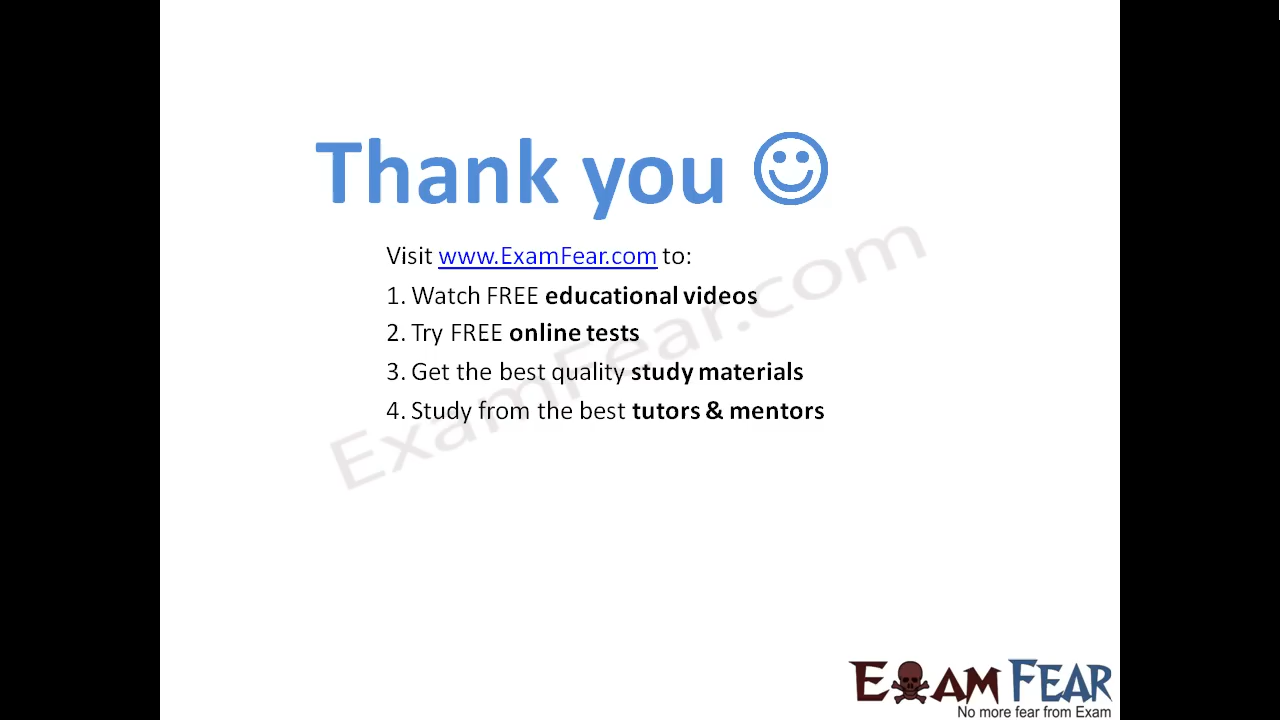 Thank you ☺
Visit www.ExamFear.com to:
1. Watch FREE educational videos
2. Try FREE online tests
3. Get the best quality study materials
4. Study from the best tutors & mentors
ExamFear.com
EXAM FEAR
No more fear from Exam